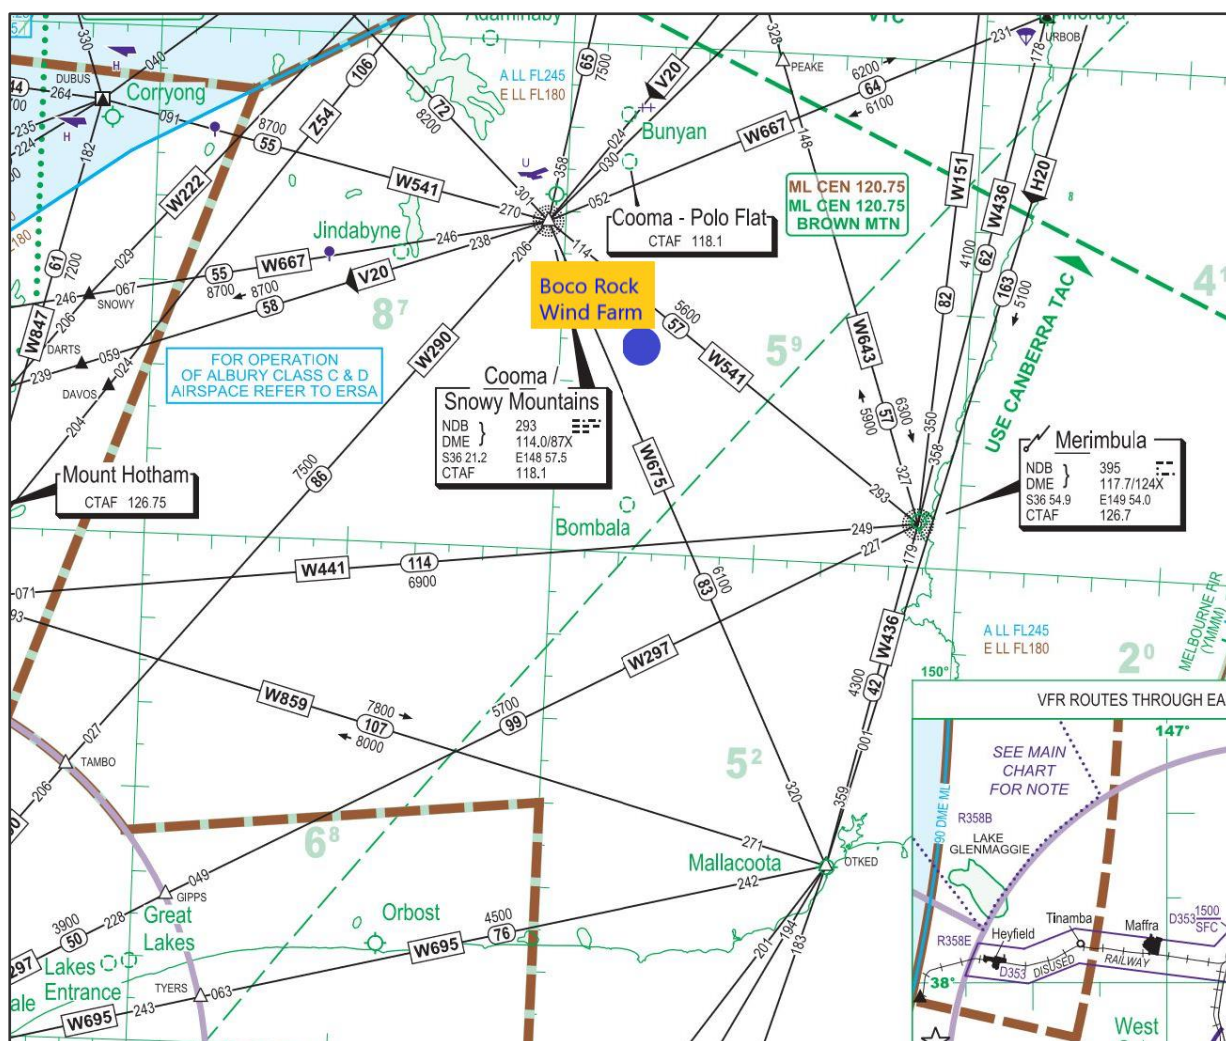 Adaminaby
VTC
Moruya
URBOB
231
178
328
PEAKE
330
H
040
106
65
7500
A LL FL245
E LL FL180
6200
64
6100
DUBUS
264
Corryong
091
8700
55
Z54
72
8200
V20
024
030
Bunyan
W667
148
235
224
H
182
W222
W541
270
301
358
U
052
Cooma - Polo Flat
CTAF 118.1
ML CEN 120.75
ML CEN 120.75
BROWN MTN
W151
W436
H20
8
4100
62
82
163
5100
USE CANBERRA TAC
Jindabyne
246
238
206
114
61
7200
029
55
W667
8700
8700
V20
58
246
067
SNOWY
206
W847
DARTS
059
239
024
DAVOS
204
8⁷
Boco Rock
Wind Farm
5600
57
W541
5⁹
W643
57
5900
6300
350
358
327
293
4¹
FOR OPERATION
OF ALBURY CLASS C & D
AIRSPACE REFER TO ERSA
W290
7500
86
Cooma
Snowy Mountains
NDB 293
DME 114.0/87X
S36 21.2 E148 57.5
CTAF 118.1
W675
Merimbula
NDB 395
DME 117.7/124X
S36 54.9 E149 54.0
CTAF 126.7
Mount Hotham
CTAF 126.75
Bombala
249
227
179
071
W441
114
6900
6100
83
93
W297
W436
4300
42
A LL FL245
E LL FL180
2⁰
MELBOURNE FIR
(YMMM)
150°
W859
7800
107
8000
5700
99
027
TAMBO
206
5²
320
001
359
6⁸
271
Mallacoota
OTKED
242
049
GIPPS
228
3900
50
297
Great
Lakes
Orbost
4500
76
W695
201
194
183
Lakes
Entrance
TYERS
063
243
W695
VFR ROUTES THROUGH EA
147°
SEE MAIN
CHART
FOR NOTE
90 DME ML
R358B
LAKE
GLENMAGGIE
R358E
Heyfield
Tinamba
Maffra
D353 1500
SFC
D353
DISUSED
RAILWAY
38°
West